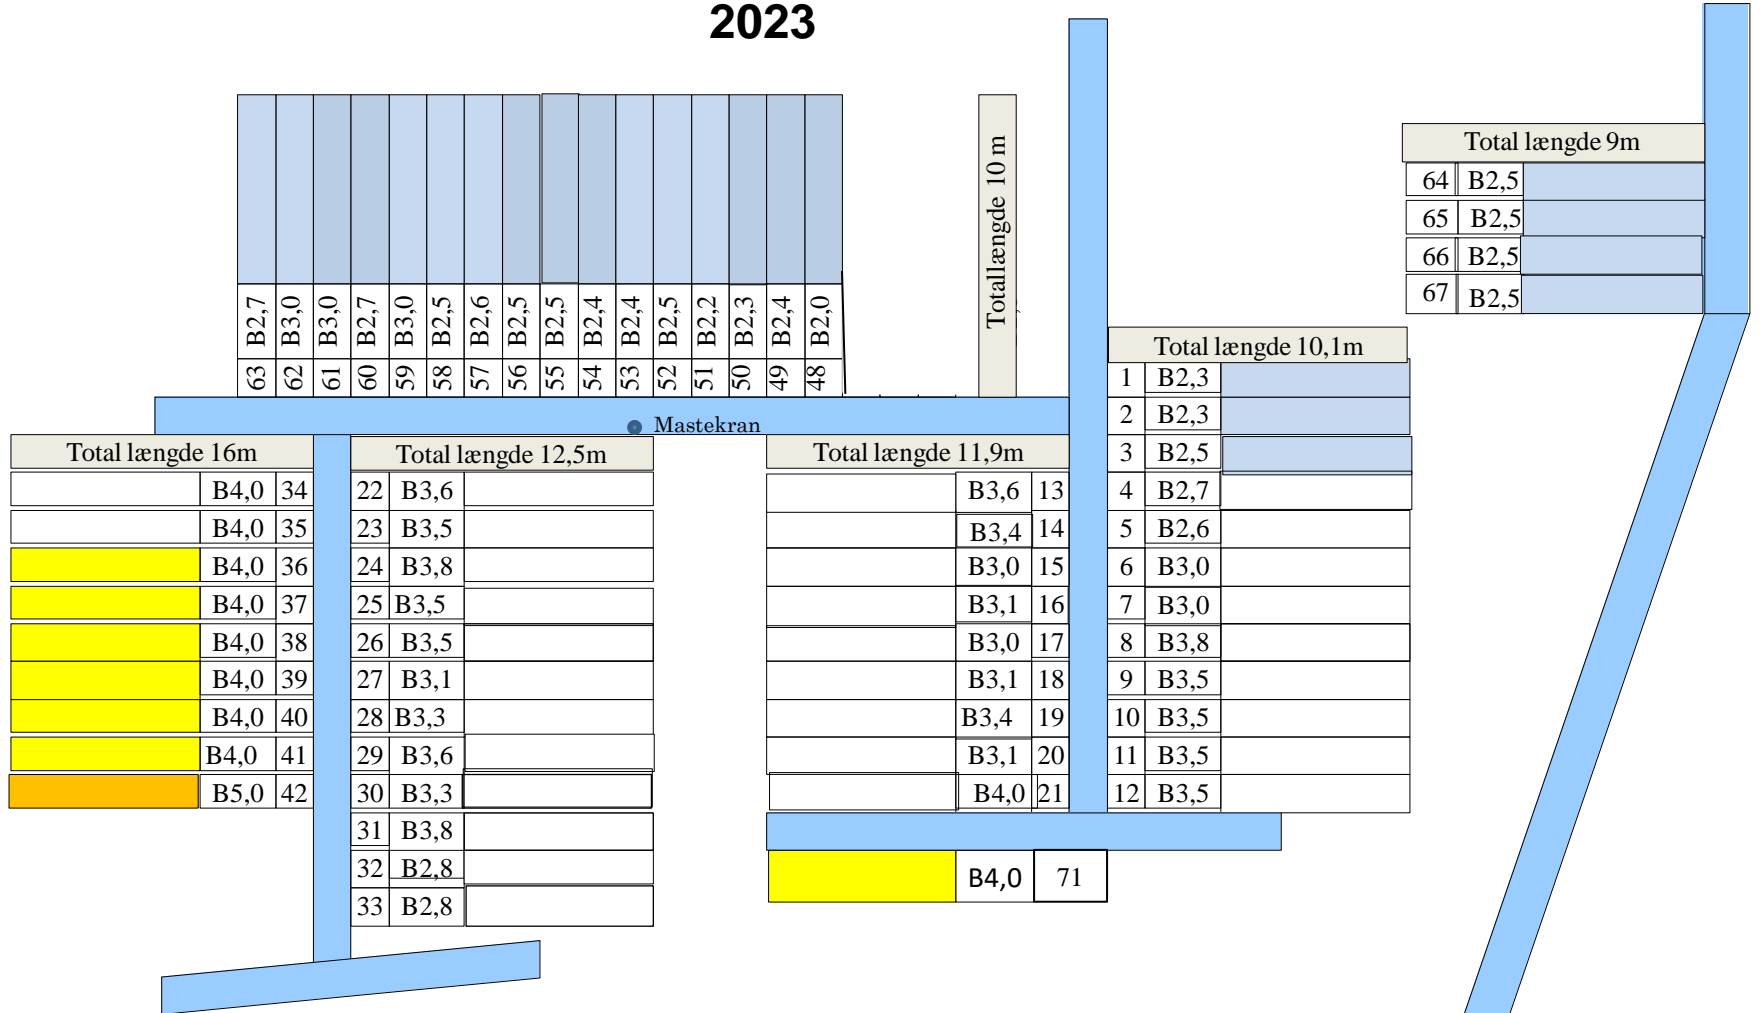 2023
Total længde 9m
64 B2,5
65 B2,5
66 B2,5
67 B2,5
Totallængde 10 m
63 B2,7
62 B3,0
61 B3,0
60 B2,7
59 B3,0
58 B2,5
57 B2,6
56 B2,5
55 B2,5
54 B2,4
53 B2,4
52 B2,5
51 B2,2
50 B2,3
49 B2,4
48 B2,0
Mastekran
Total længde 10,1m
1 B2,3
2 B2,3
3 B2,5
4 B2,7
5 B2,6
6 B3,0
7 B3,0
8 B3,8
9 B3,5
10 B3,5
11 B3,5
12 B3,5
Total længde 16m
B4,0 34
B4,0 35
B4,0 36
B4,0 37
B4,0 38
B4,0 39
B4,0 40
B4,0 41
B5,0 42
Total længde 12,5m
22 B3,6
23 B3,5
24 B3,8
25 B3,5
26 B3,5
27 B3,1
28 B3,3
29 B3,6
30 B3,3
31 B3,8
32 B2,8
33 B2,8
Total længde 11,9m
B3,6 13
B3,4 14
B3,0 15
B3,1 16
B3,0 17
B3,1 18
B3,4 19
B3,1 20
B4,0 21
B4,0 71